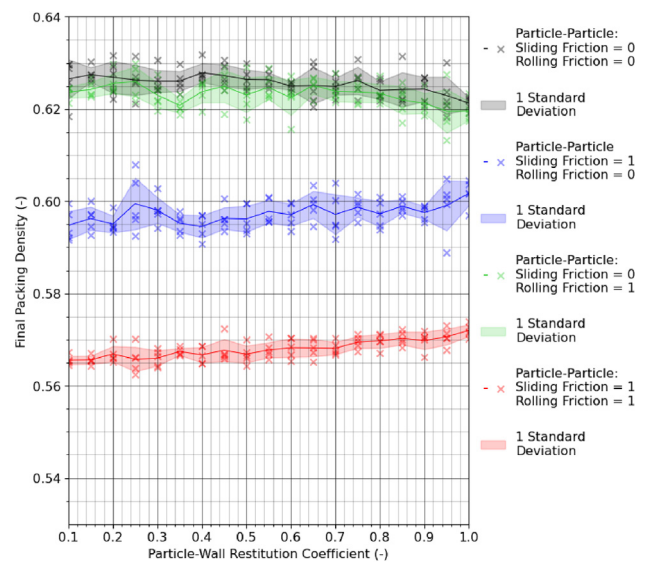 0.64
0.62
0.60
0.58
0.56
0.54
Final Packing Density (-)
0.1
0.2
0.3
0.4
0.5
0.6
0.7
0.8
0.9
1.0
Particle-Wall Restitution Coefficient (-)
Particle-Particle:
Sliding Friction = 0
Rolling Friction = 0
1 Standard
Deviation
Particle-Particle
Sliding Friction = 1
Rolling Friction = 0
1 Standard
Deviation
Particle-Particle:
Sliding Friction = 0
Rolling Friction = 1
1 Standard
Deviation
Particle-Particle:
Sliding Friction = 1
Rolling Friction = 1
1 Standard
Deviation